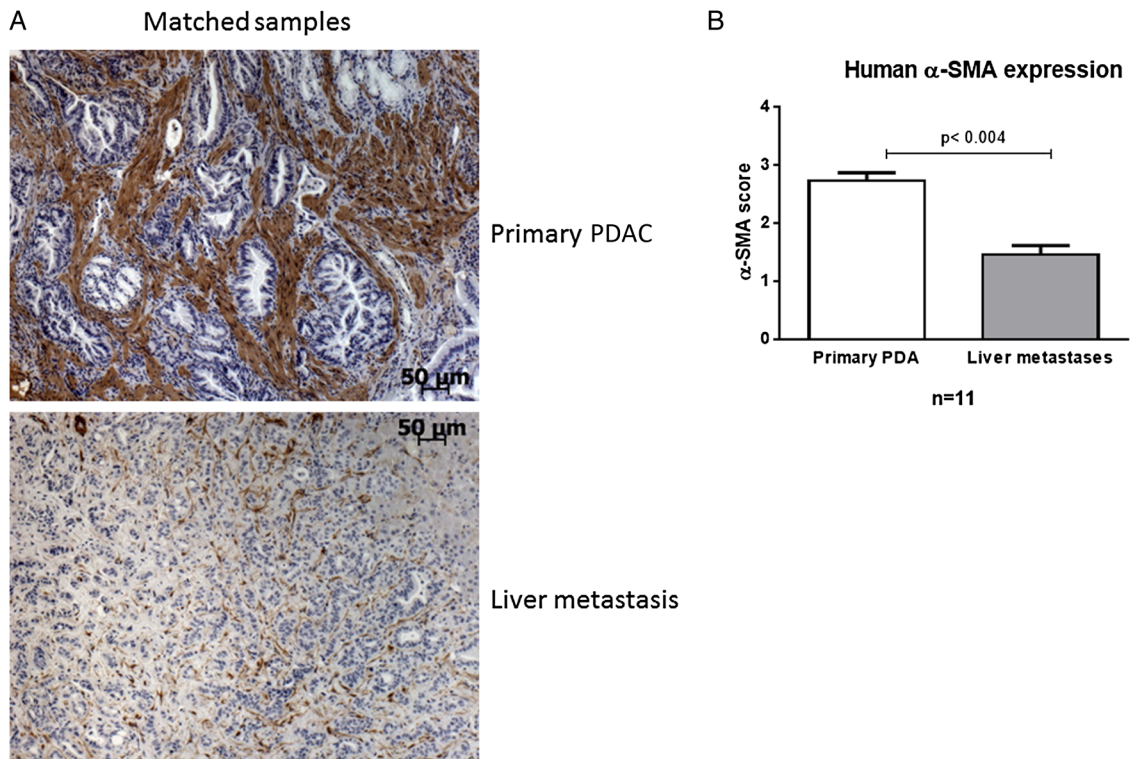 A
Matched samples
50 µm
Primary PDAC
50 µm
Liver metastasis
B
Human α-SMA expression
p< 0.004
α-SMA score
4
3
2
1
0
Primary PDA Liver metastases
n=11